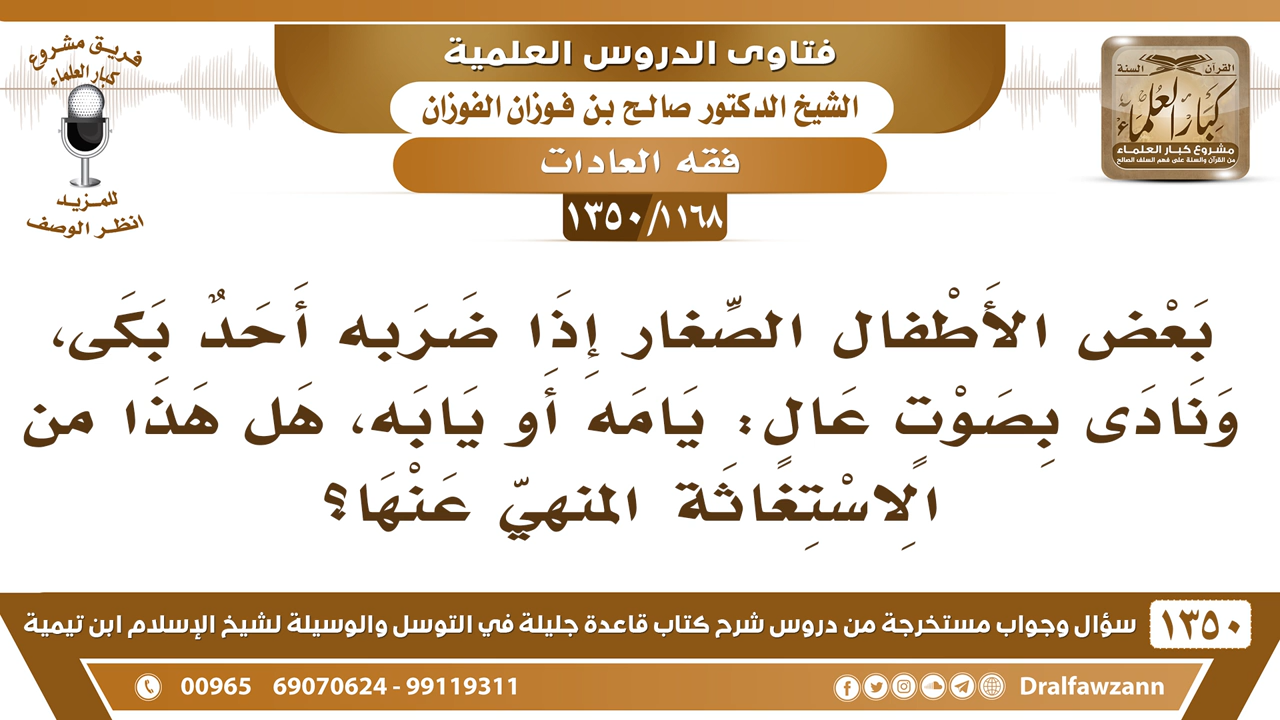 فتاوى الدروس العلمية
الشيخ الدكتور صالح بن فوزان الفوزان
فقه العادات
١٣٥٠/١١٦٨
فريق مشروع
كبار العلماء
للمزيد
انظر الوصف
القرآن السنة
كبار العلماء
مشروع كبار العلماء
من القرآن والسنة على فهم السلف الصالح
بَعْض الأَطْفال الصِّغار إِذَا ضَرَبه أَحَدٌ بَكَى،
وَنَادَى بِصَوْتٍ عَالٍ: يَامَه أَو يَابَه، هَل هَذَا من
الِاسْتِغَاثَة المنهيّ عَنْهَا؟
١٣٥٠ سؤال وجواب مستخرجة من دروس شرح كتاب قاعدة جليلة في التوسل والوسيلة لشيخ الإسلام ابن تيمية
00965 69070624 - 99119311
Dralfawzann